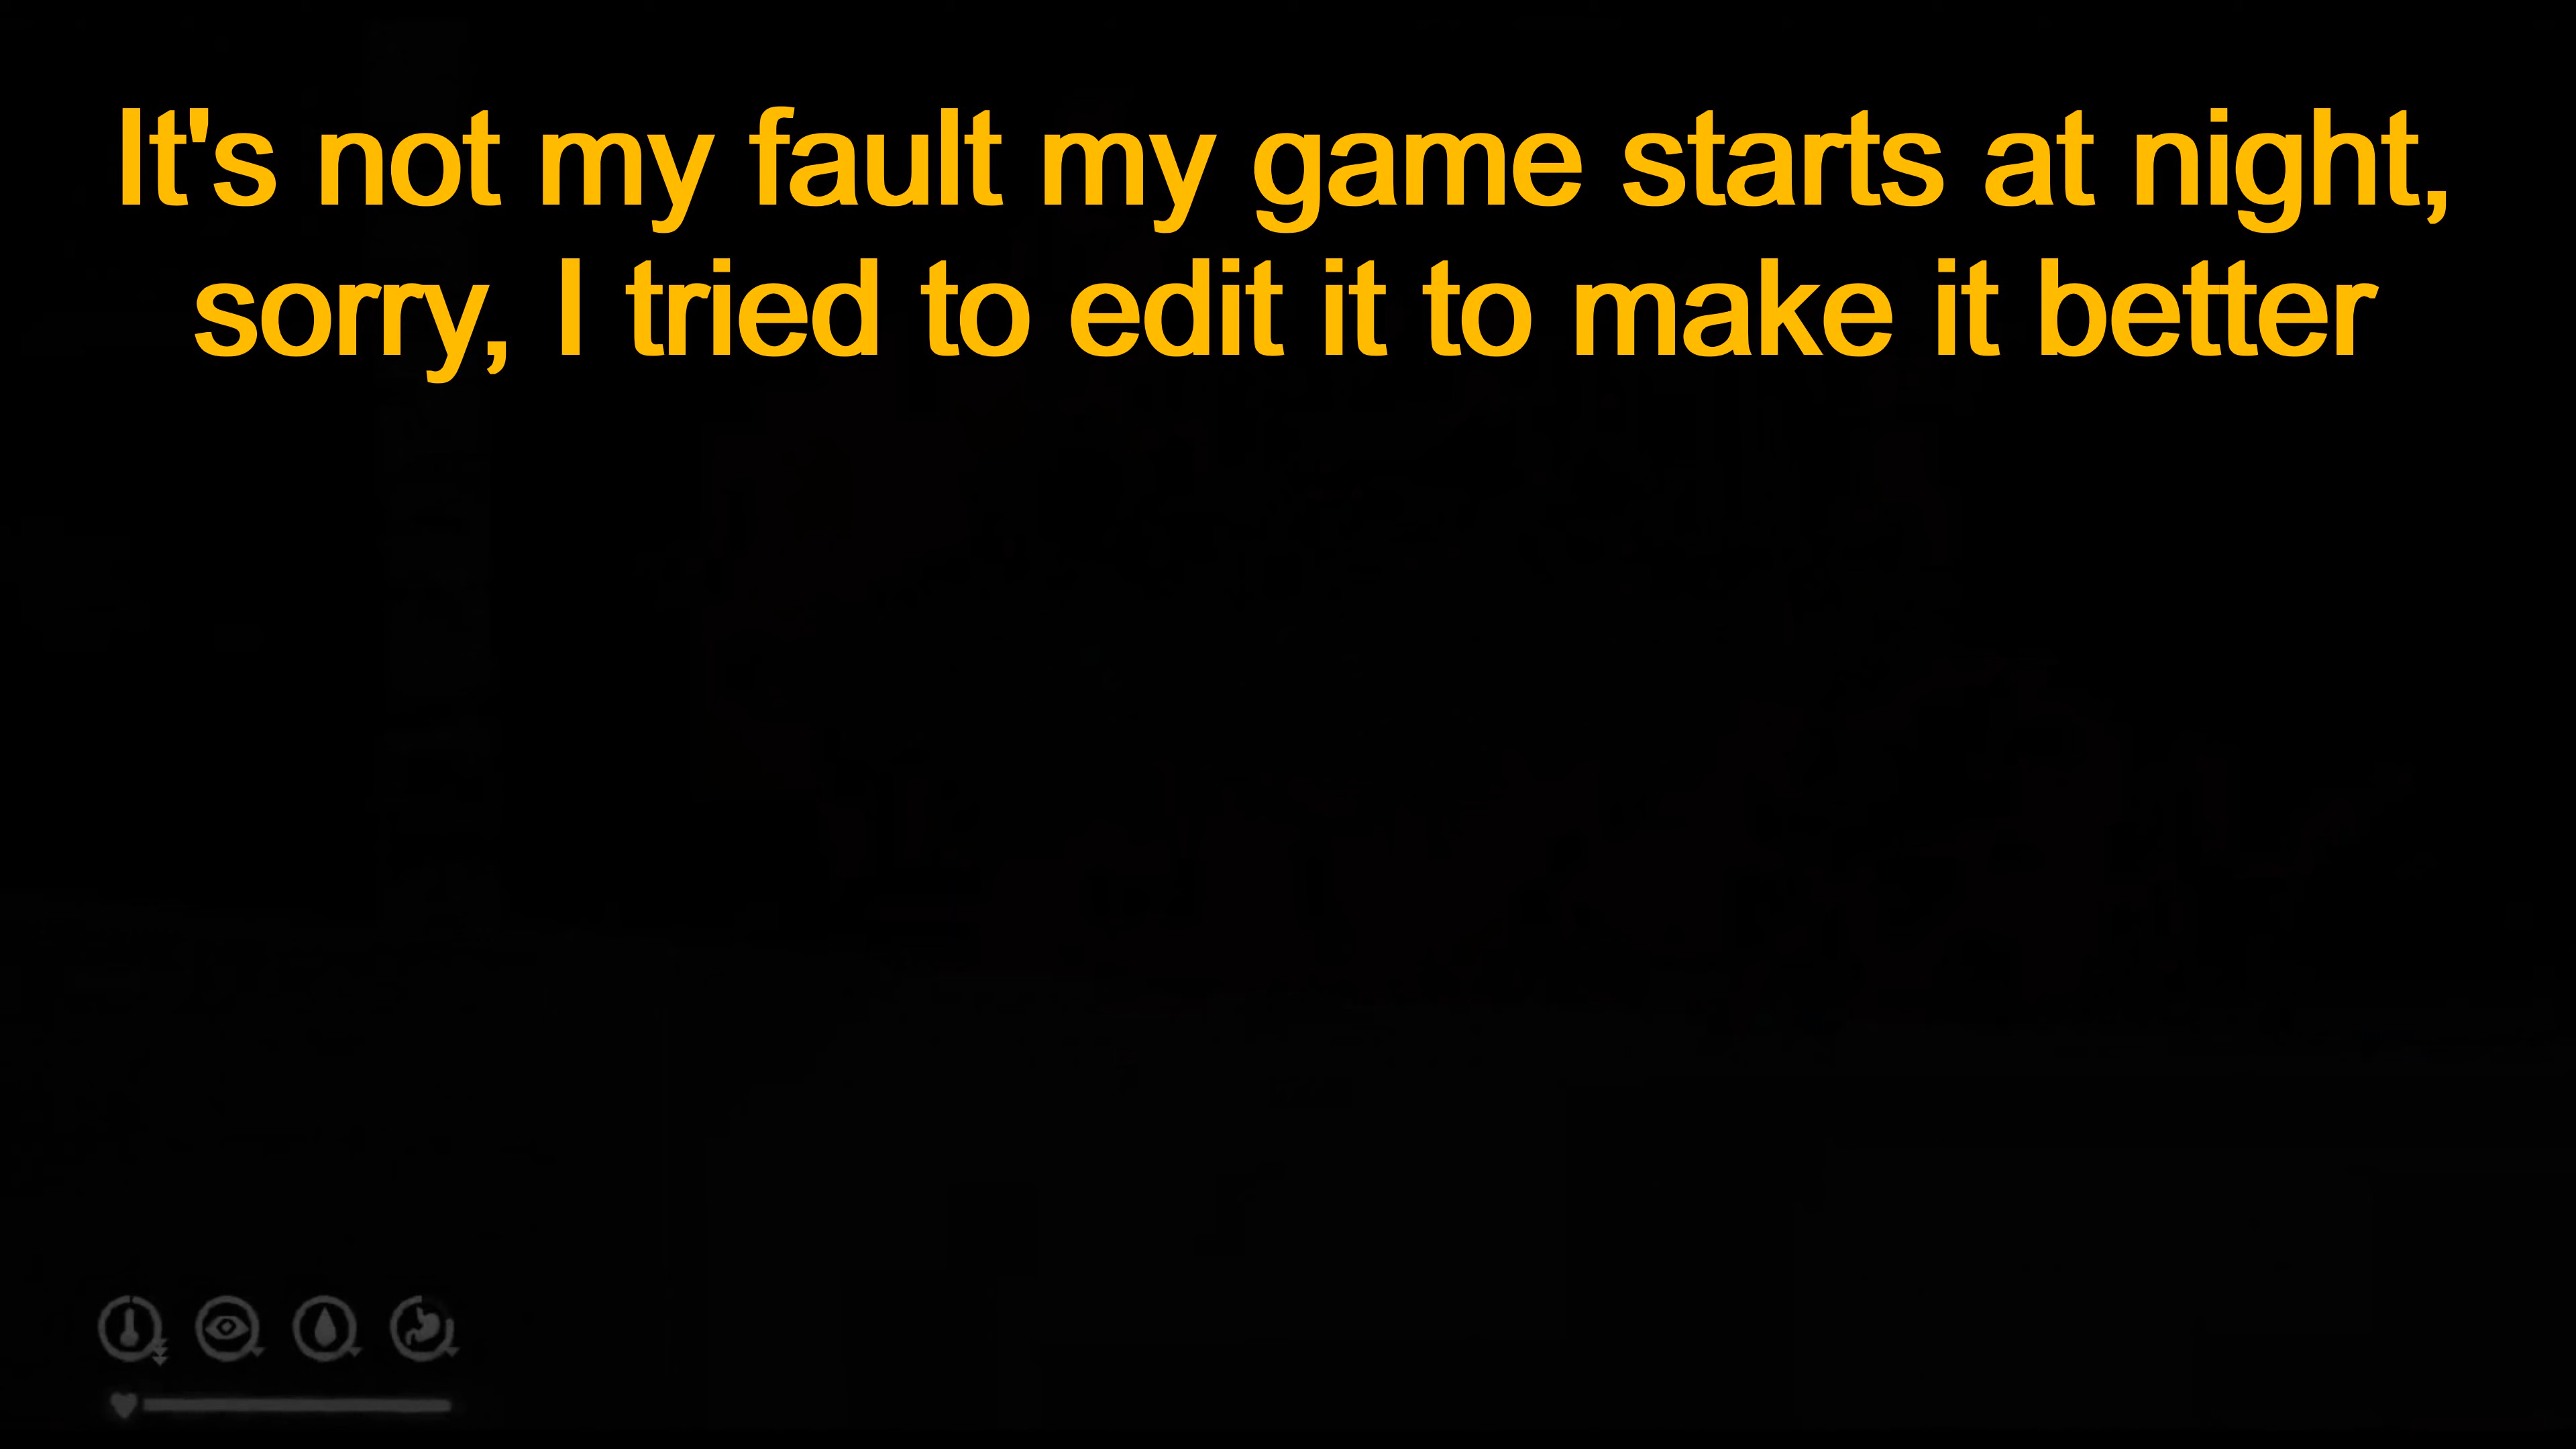 It's not my fault my game starts at night,
sorry, I tried to edit it to make it better